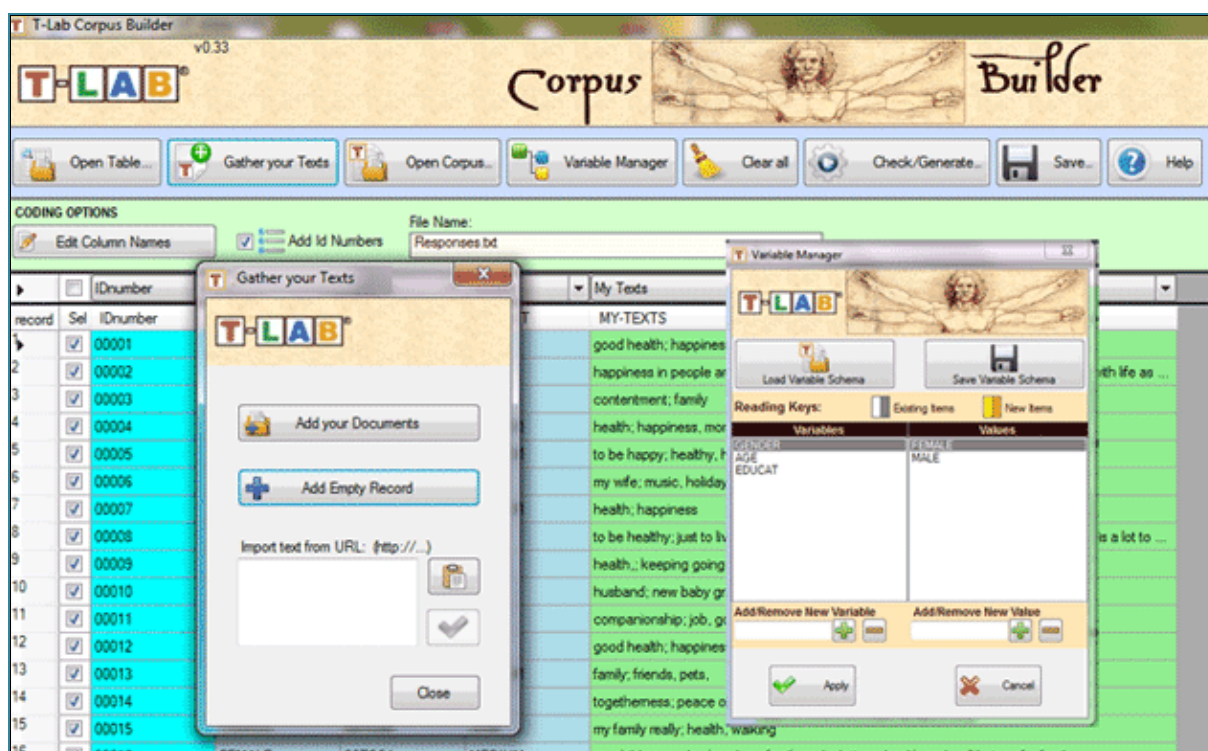 T-Lab Corpus Builder
v0.33
T-LAB®
Corpus Builder
Open Table... Gather your Texts Open Corpus... Variable Manager Clear all Check/Generate... Save... Help
CODING OPTIONS
Edit Column Names
Add Id Numbers
File Name:
Responses.txt
IDnumber My Texts
record Sel IDnumber MY-TEXTS
00001 good health; happines
2 00002 happiness in people ar ith life as ...
3 00003 contentment; family
4 00004 health; happiness, mor
5 00005 to be happy; healthy,
6 00006 my wife; music, holiday
7 00007 health; happiness
8 00008 to be healthy; just to liv is a lot to ...
9 00009 health,; keeping going
10 00010 husband; new baby gr
11 00011 companionship; job, go
12 00012 good health; happines
13 00013 family; friends, pets,
14 00014 togetherness; peace o
15 00015 my family really; health, walking
16
Gather your Texts
T-LAB®
Add your Documents
Add Empty Record
Import text from URL: (http://...)
Close
Variable Manager
T-LAB®
Load Variable Schema Save Variable Schema
Reading Keys: Existing Items New Items
Variables Values
GENDER FEMALE
AGE MALE
EDUCAT
Add/Remove New Variable Add/Remove New Value
Apply Cancel